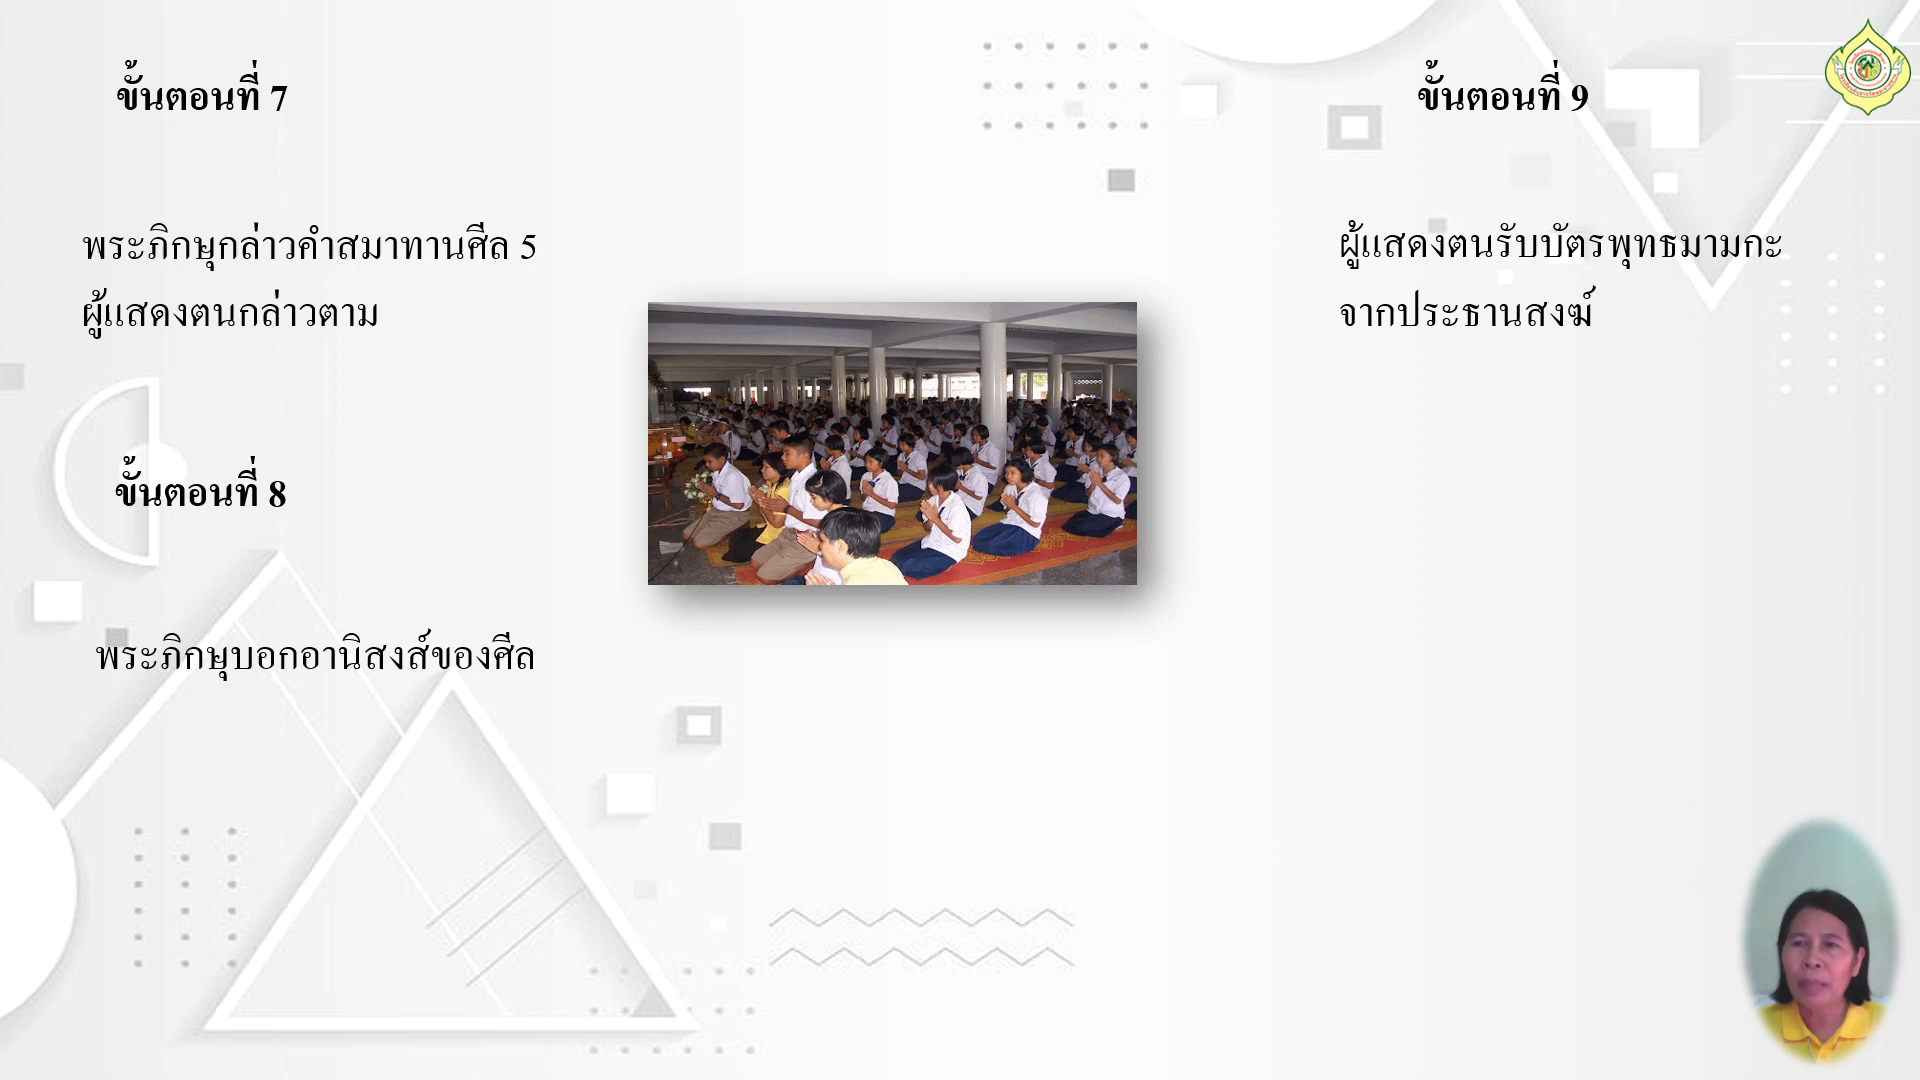 ขั้นตอนที่ 7
พระภิกษุกล่าวคำสมาทานศีล 5
ผู้แสดงตนกล่าวตาม
ขั้นตอนที่ 8
พระภิกษุบอกอานิสงส์ของศีล
ขั้นตอนที่ 9
ผู้แสดงตนรับบัตรพุทธมามกะ
จากประธานสงฆ์